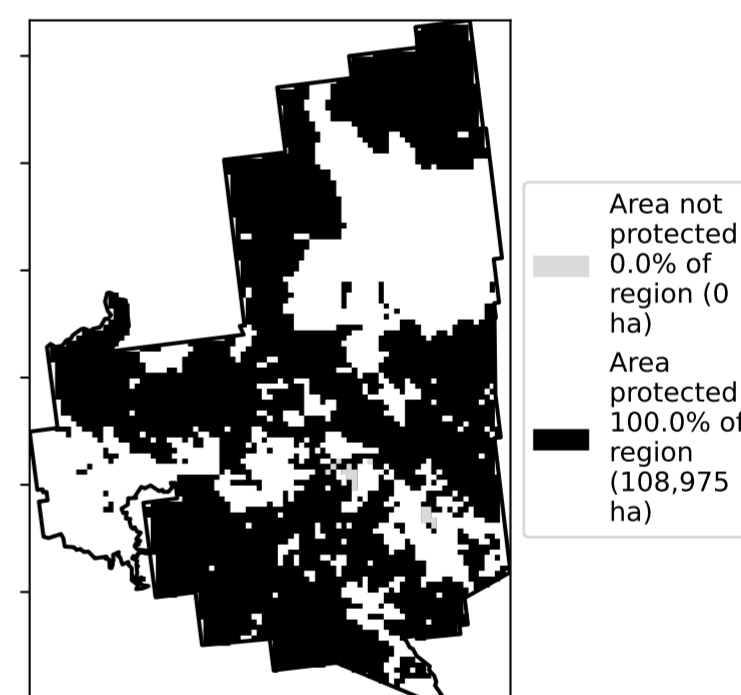 Area not
protected
0.0% of
region (0
ha)
Area
protected
100.0% of
region
(108,975
ha)